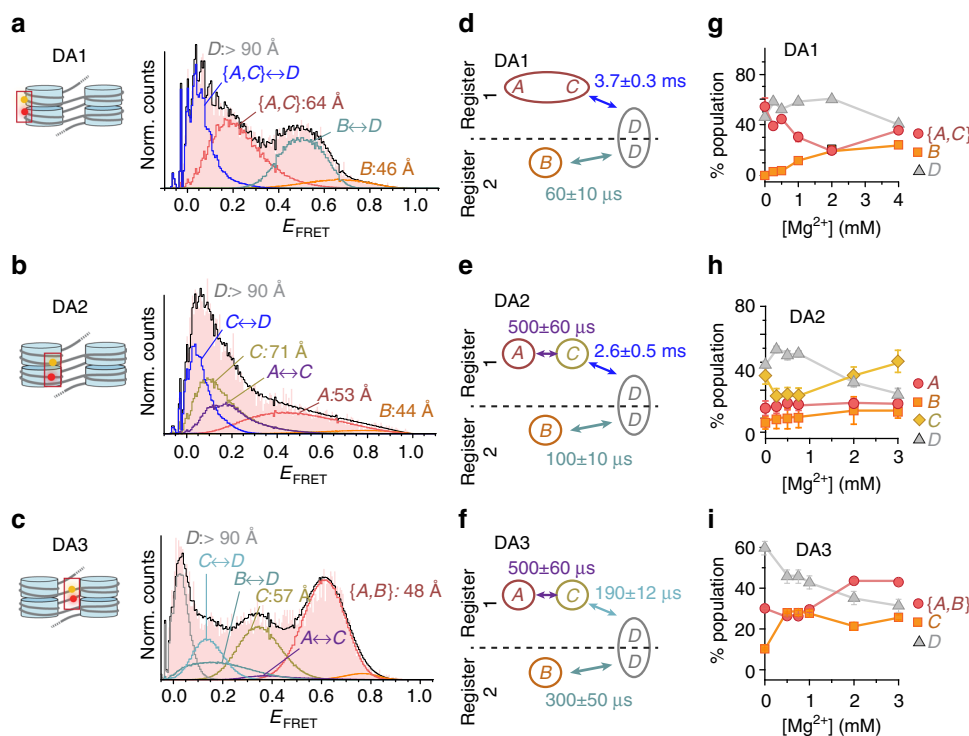 a
DA1
Norm. counts
D:> 90 Å
{A,C}↔D
{A,C}:64 Å
B↔D
B:46 Å
0.0 0.2 0.4 0.6 0.8 1.0
E_FRET
b
DA2
Norm. counts
D:> 90 Å
C↔D
C:71 Å
A↔C
A:53 Å
B:44 Å
0.0 0.2 0.4 0.6 0.8 1.0
E_FRET
c
DA3
Norm. counts
D:> 90 Å
C↔D
B↔D
C:57 Å
A↔C
{A,B}: 48 Å
0.0 0.2 0.4 0.6 0.8 1.0
E_FRET
d
DA1
Register
1
2
A C
3.7±0.3 ms
D
D
B
60±10 µs
e
DA2
500±60 µs
Register
1
2
A
C
2.6±0.5 ms
D
D
B
100±10 µs
f
DA3
500±60 µs
Register
1
2
A
C
190±12 µs
D
D
B
300±50 µs
g
DA1
% population
80
40
0
{A,C}
B
D
0 1 2 3 4
[Mg²⁺] (mM)
h
DA2
% population
80
40
0
A
B
C
D
0 1 2 3
[Mg²⁺] (mM)
i
DA3
% population
60
40
20
0
{A,B}
C
D
0 1 2 3
[Mg²⁺] (mM)